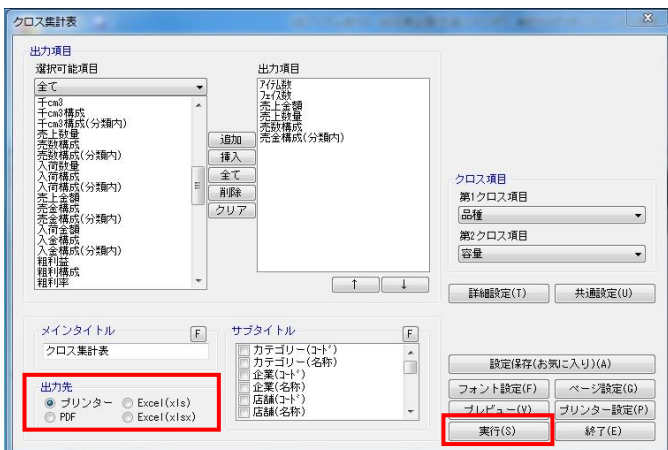 クロス集計表
出力項目
選択可能項目
全て
千cm3
千cm3構成
千cm3構成(分類内)
売上数量
売数構成
売数構成(分類内)
入荷数量
入荷構成
入荷構成(分類内)
売上金額
売金構成
売金構成(分類内)
入荷金額
入金構成
入金構成(分類内)
粗利益
粗利構成
粗利率
追加
挿入
全て
削除
クリア
出力項目
ｱｲﾃﾑ数
ﾌｪｲｽ数
売上金額
売上数量
売数構成
売金構成(分類内)
↑
↓
クロス項目
第1クロス項目
品種
第2クロス項目
容量
詳細設定(T)
共通設定(U)
メインタイトル
F
クロス集計表
サブタイトル
F
カテゴリー(ｺｰﾄﾞ)
カテゴリー(名称)
企業(ｺｰﾄﾞ)
企業(名称)
店舗(ｺｰﾄﾞ)
店舗(名称)
出力先
プリンター
Excel(xls)
PDF
Excel(xlsx)
設定保存(お気に入り)(A)
フォント設定(F)
ページ設定(G)
プレビュー(V)
プリンター設定(P)
実行(S)
終了(E)